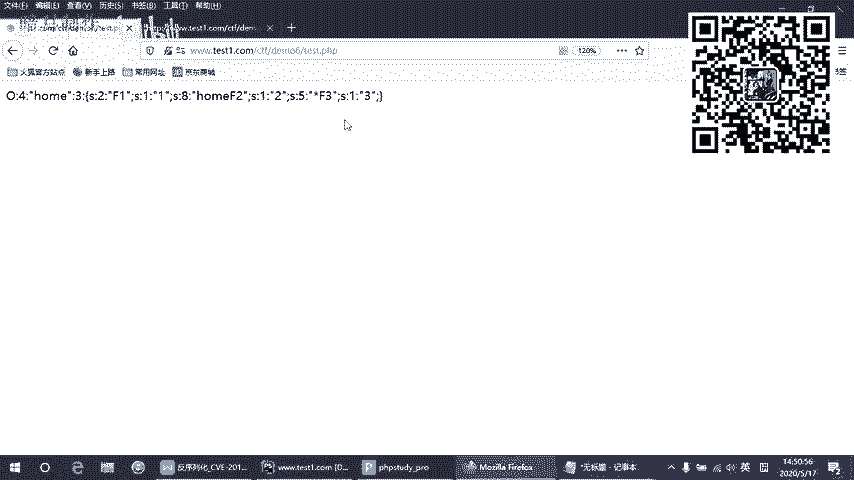 文件(F) 编辑(E) 查看(V) 历史(S) 书签(B) 工具(T) 帮助(H)
www.test1.com/ctf/demo6/test.php
120%
火狐官方站点 新手上路 常用网址 京东商城
O:4:"home":3:{s:2:"F1";s:1:"1";s:8:"homeF2";s:1:"2";s:5:"*F3";s:1:"3";}
反序列化_CVE-201... www.test1.com [D... phpstudy_pro Mozilla Firefox *无标题 - 记事本
英
14:50:56
2020/5/17